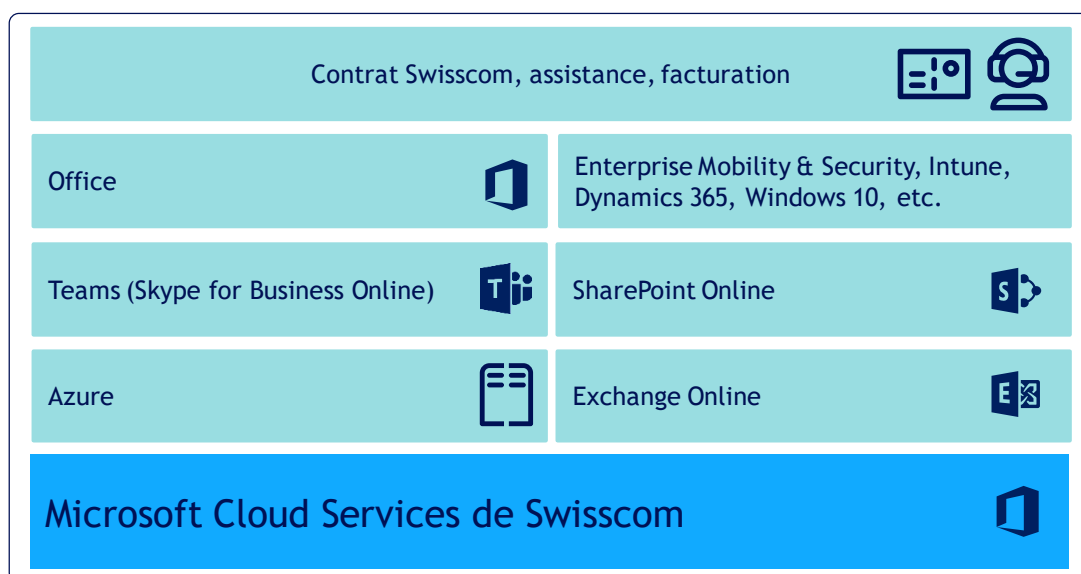 Contrat Swisscom, assistance, facturation
Office
Enterprise Mobility & Security, Intune,
Dynamics 365, Windows 10, etc.
Teams (Skype for Business Online)
T
SharePoint Online
S
Azure
Exchange Online
E
Microsoft Cloud Services de Swisscom